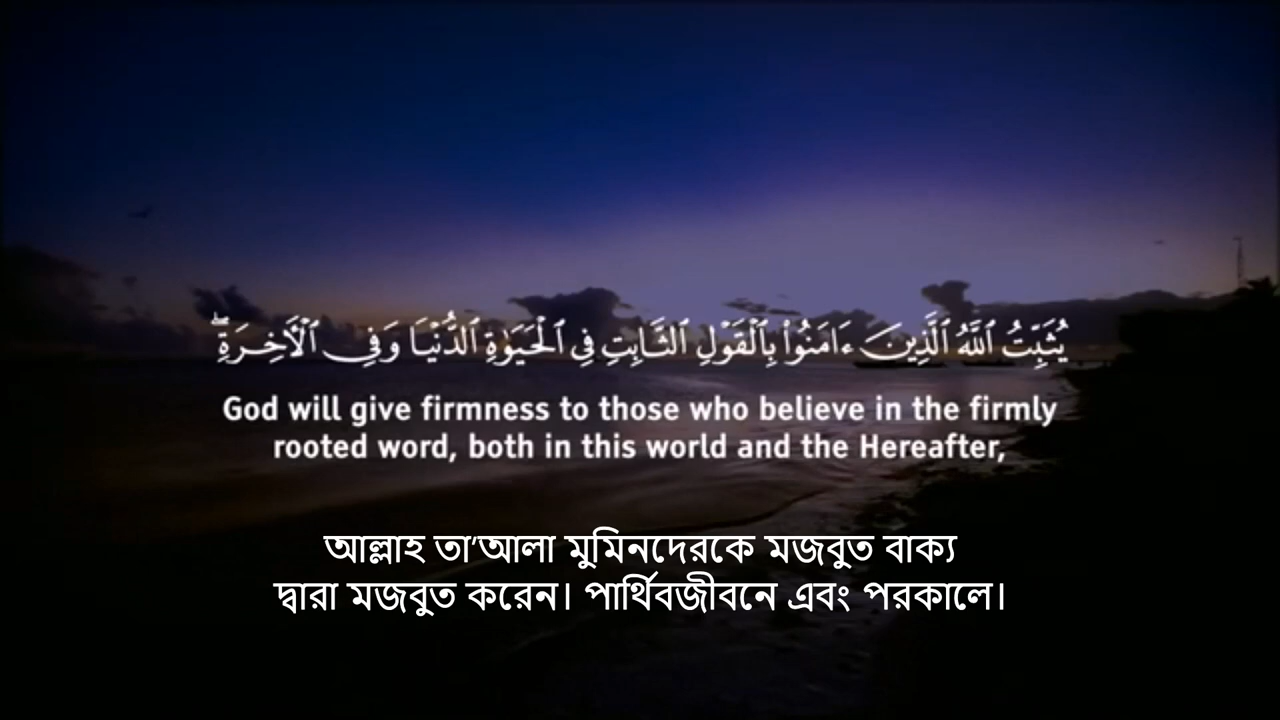 يُثَبِّتُ ٱللَّهُ ٱلَّذِينَ ءَامَنُوا۟ بِٱلْقَوْلِ ٱلثَّابِتِ فِى ٱلْحَيَوٰةِ ٱلدُّنْيَا وَفِى ٱلْـَٔاخِرَةِ ۖ
God will give firmness to those who believe in the firmly
rooted word, both in this world and the Hereafter,
আল্লাহ তা'আলা মুমিনদেরকে মজবুত বাক্য
দ্বারা মজবুত করেন। পার্থিবজীবনে এবং পরকালে।